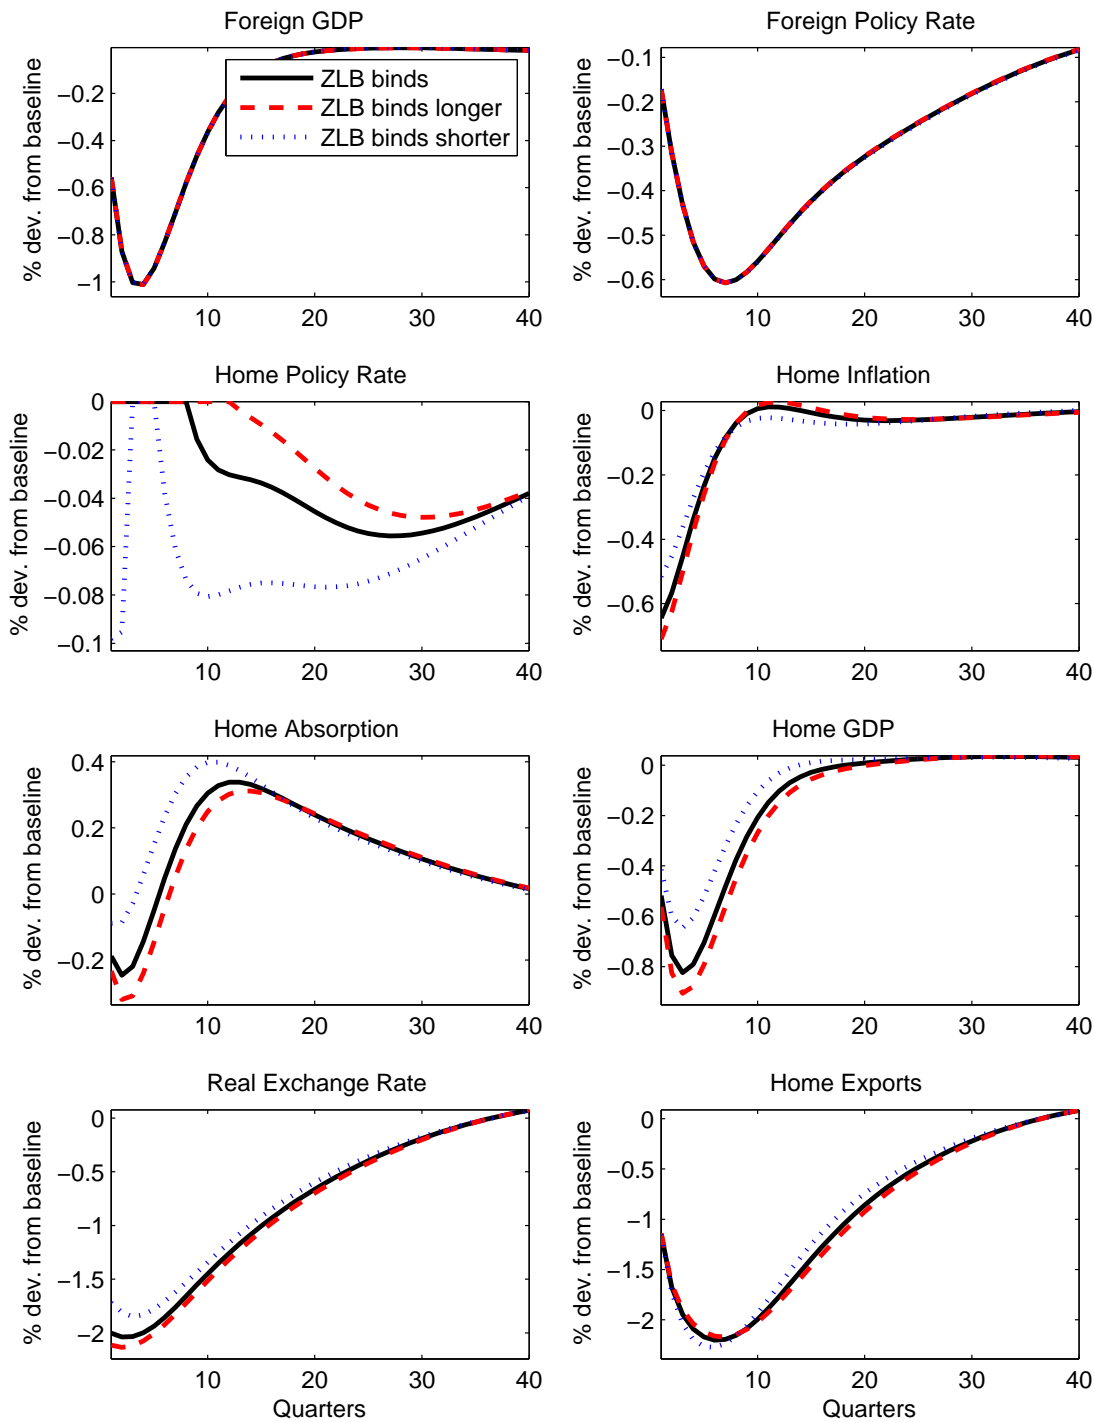 Foreign GDP
% dev. from baseline
−0.2
−0.4
−0.6
−0.8
−1
10 20 30 40
ZLB binds
ZLB binds longer
ZLB binds shorter
Foreign Policy Rate
% dev. from baseline
−0.1
−0.2
−0.3
−0.4
−0.5
−0.6
10 20 30 40
Home Policy Rate
% dev. from baseline
0
−0.02
−0.04
−0.06
−0.08
−0.1
10 20 30 40
Home Inflation
% dev. from baseline
0
−0.2
−0.4
−0.6
10 20 30 40
Home Absorption
% dev. from baseline
0.4
0.2
0
−0.2
10 20 30 40
Home GDP
% dev. from baseline
0
−0.2
−0.4
−0.6
−0.8
10 20 30 40
Real Exchange Rate
% dev. from baseline
0
−0.5
−1
−1.5
−2
10 20 30 40
Quarters
Home Exports
% dev. from baseline
0
−0.5
−1
−1.5
−2
10 20 30 40
Quarters